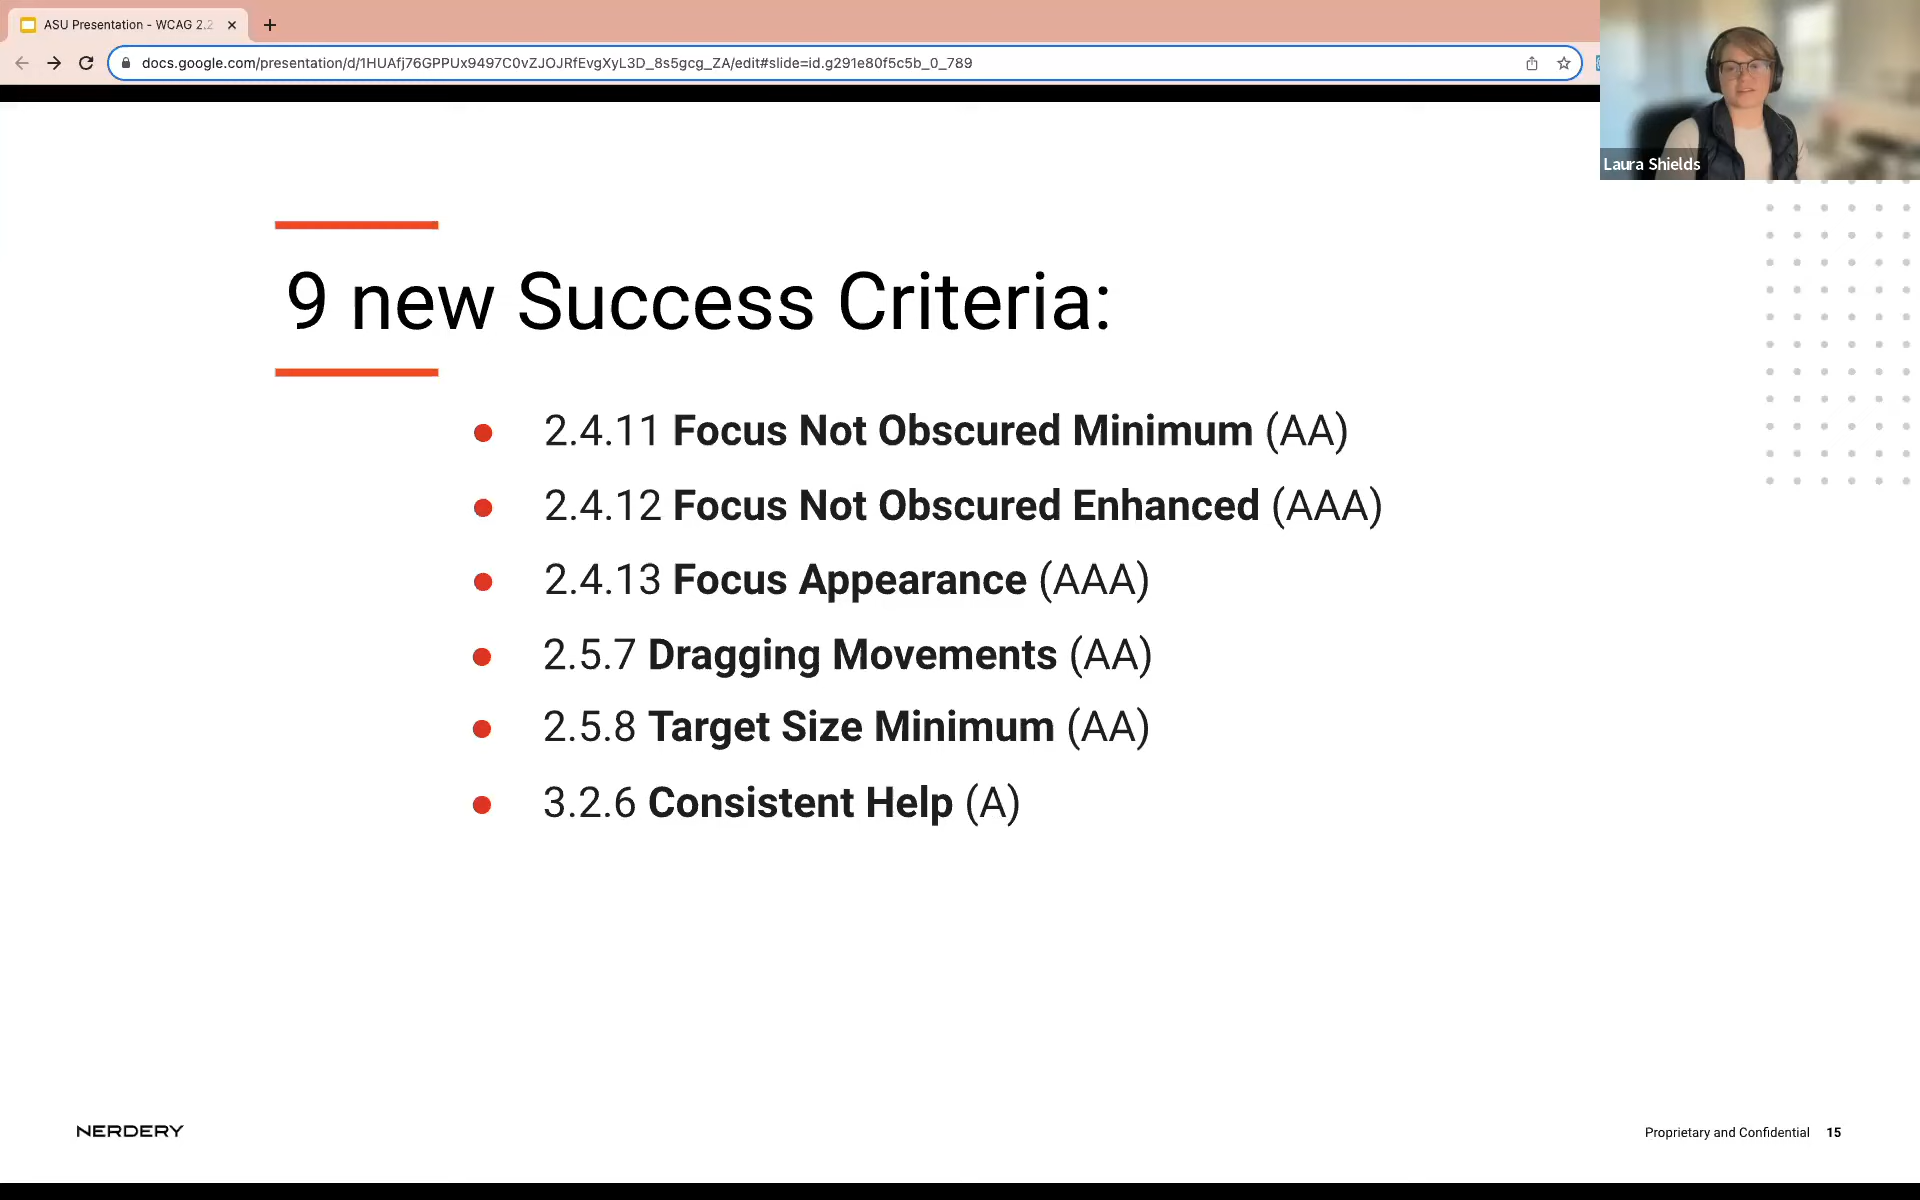 ASU Presentation - WCAG 2.2
docs.google.com/presentation/d/1HUAfj76GPPUx9497C0vZJOJRfEvgXyL3D_8s5gcg_ZA/edit#slide=id.g291e80f5c5b_0_789
Laura Shields
9 new Success Criteria:
2.4.11 Focus Not Obscured Minimum (AA)
2.4.12 Focus Not Obscured Enhanced (AAA)
2.4.13 Focus Appearance (AAA)
2.5.7 Dragging Movements (AA)
2.5.8 Target Size Minimum (AA)
3.2.6 Consistent Help (A)
NERDERY
Proprietary and Confidential 15